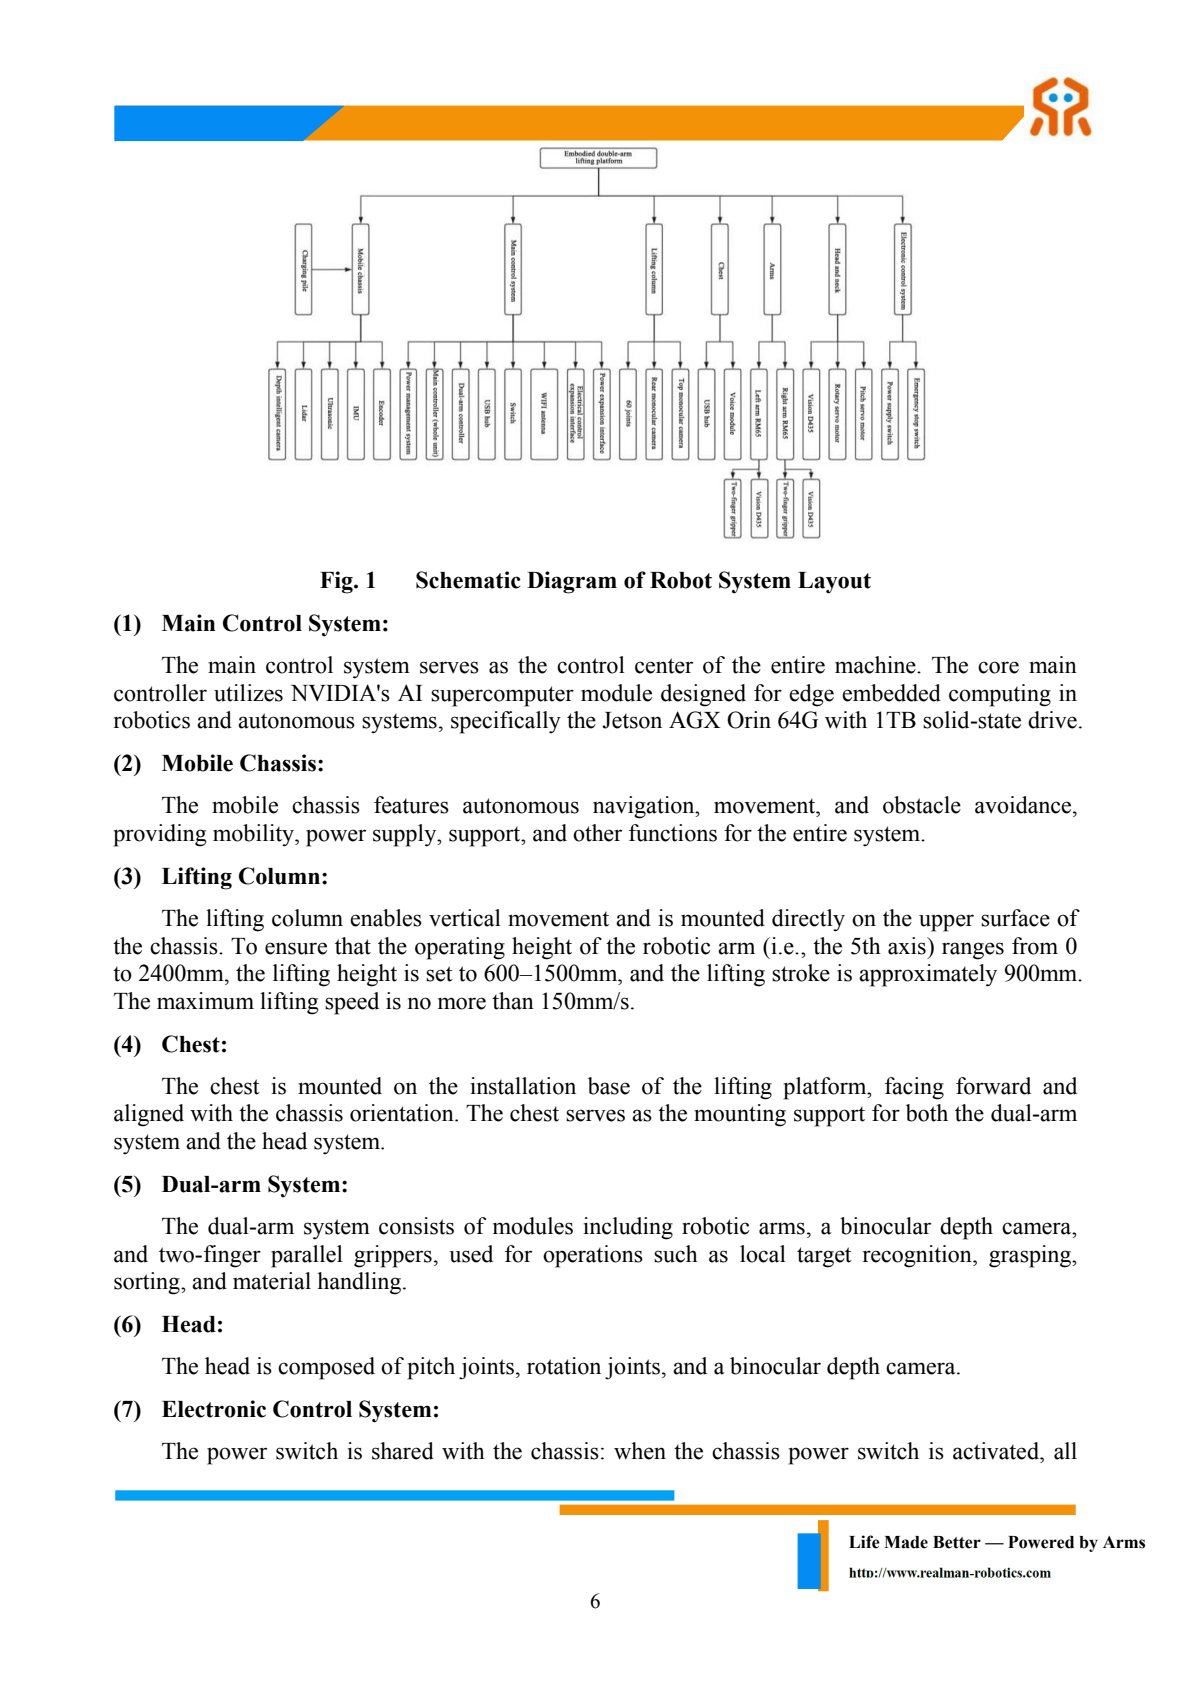 Embodied double-arm
lifting platform
Charging pile
Mobile chassis
Main control system
Lifting column
Chest
Arms
Head and neck
Electronic control system
Depth intelligent camera
Lidar
Ultrasonic
IMU
Encoder
Power management system
Main controller (whole unit)
Dual-arm controller
USB hub
Switch
WIFI antenna
Electrical control
expansion interface
Power expansion interface
60 joints
Rear monocular camera
Top monocular camera
USB hub
Voice module
Left arm RM65
Right arm RM65
Vision D435
Rotary servo motor
Pitch servo motor
Power supply switch
Emergency stop switch
Two-finger gripper
Vision D435
Two-finger gripper
Vision D435
Fig. 1 Schematic Diagram of Robot System Layout
(1) Main Control System:
The main control system serves as the control center of the entire machine. The core main
controller utilizes NVIDIA's AI supercomputer module designed for edge embedded computing in
robotics and autonomous systems, specifically the Jetson AGX Orin 64G with 1TB solid-state drive.
(2) Mobile Chassis:
The mobile chassis features autonomous navigation, movement, and obstacle avoidance,
providing mobility, power supply, support, and other functions for the entire system.
(3) Lifting Column:
The lifting column enables vertical movement and is mounted directly on the upper surface of
the chassis. To ensure that the operating height of the robotic arm (i.e., the 5th axis) ranges from 0
to 2400mm, the lifting height is set to 600–1500mm, and the lifting stroke is approximately 900mm.
The maximum lifting speed is no more than 150mm/s.
(4) Chest:
The chest is mounted on the installation base of the lifting platform, facing forward and
aligned with the chassis orientation. The chest serves as the mounting support for both the dual-arm
system and the head system.
(5) Dual-arm System:
The dual-arm system consists of modules including robotic arms, a binocular depth camera,
and two-finger parallel grippers, used for operations such as local target recognition, grasping,
sorting, and material handling.
(6) Head:
The head is composed of pitch joints, rotation joints, and a binocular depth camera.
(7) Electronic Control System:
The power switch is shared with the chassis: when the chassis power switch is activated, all
Life Made Better — Powered by Arms
http://www.realman-robotics.com
6